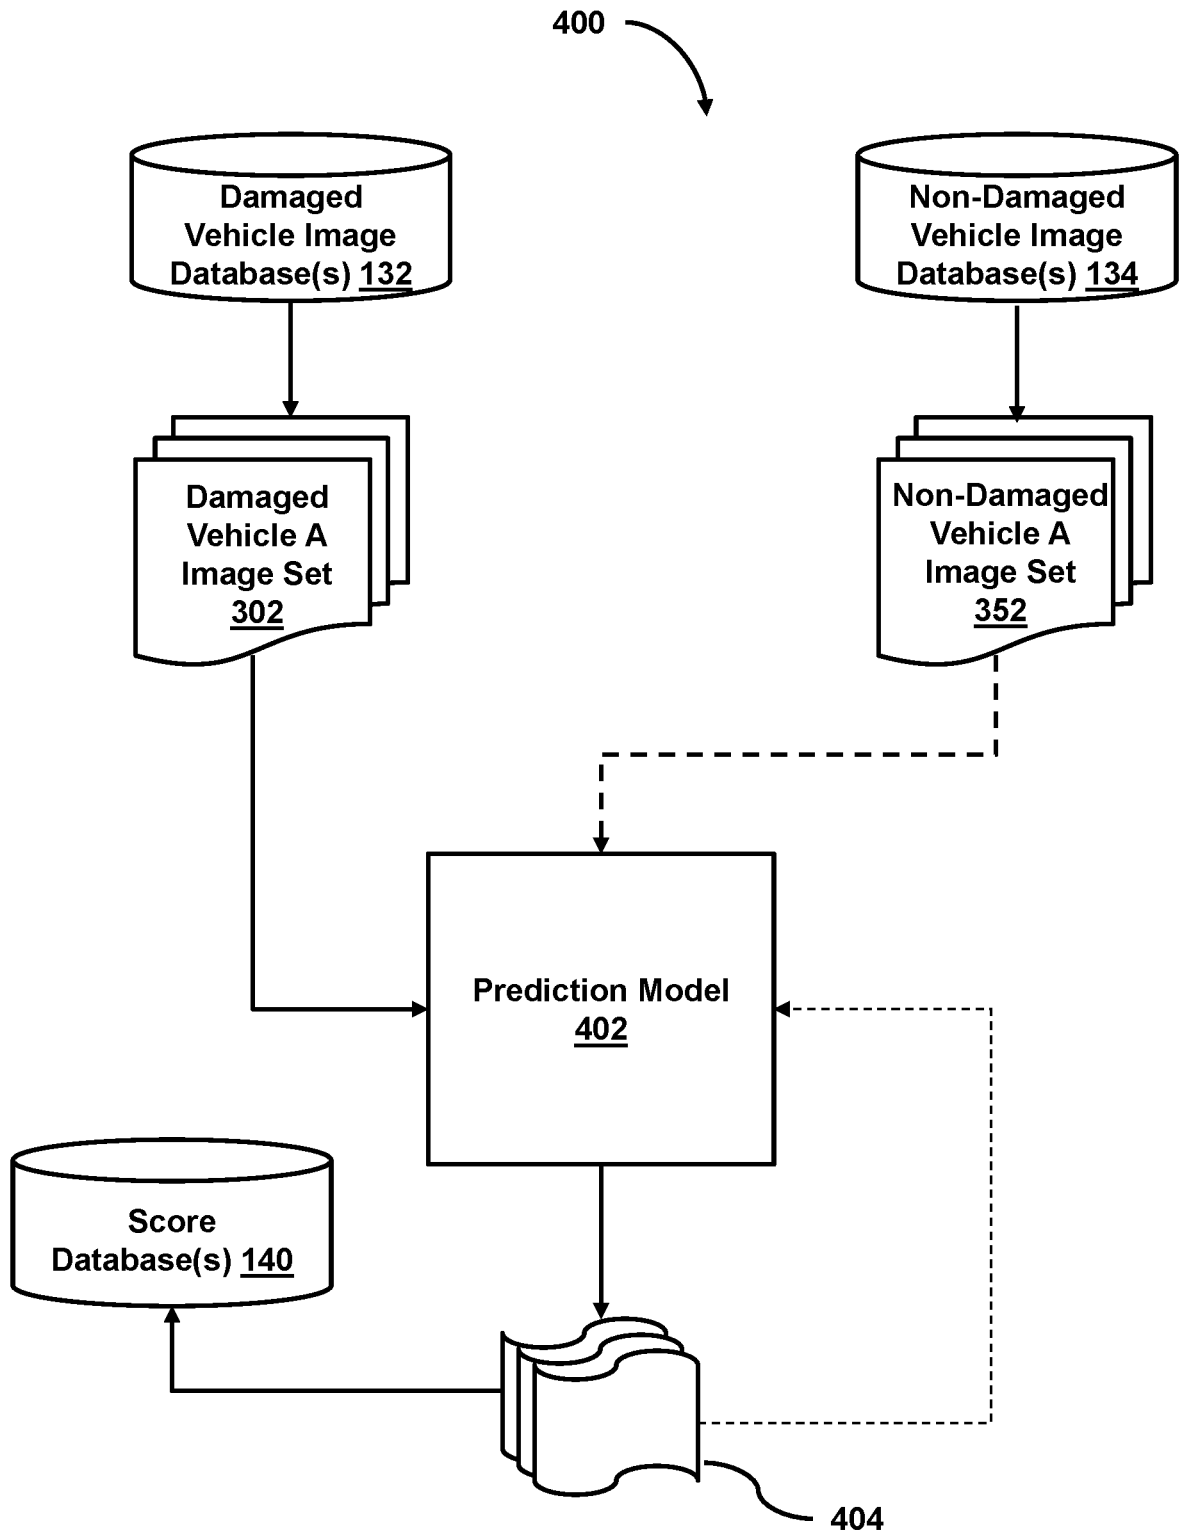 400
Damaged
Vehicle Image
Database(s) 132
Non-Damaged
Vehicle Image
Database(s) 134
Damaged
Vehicle A
Image Set
302
Non-Damaged
Vehicle A
Image Set
352
Prediction Model
402
Score
Database(s) 140
404